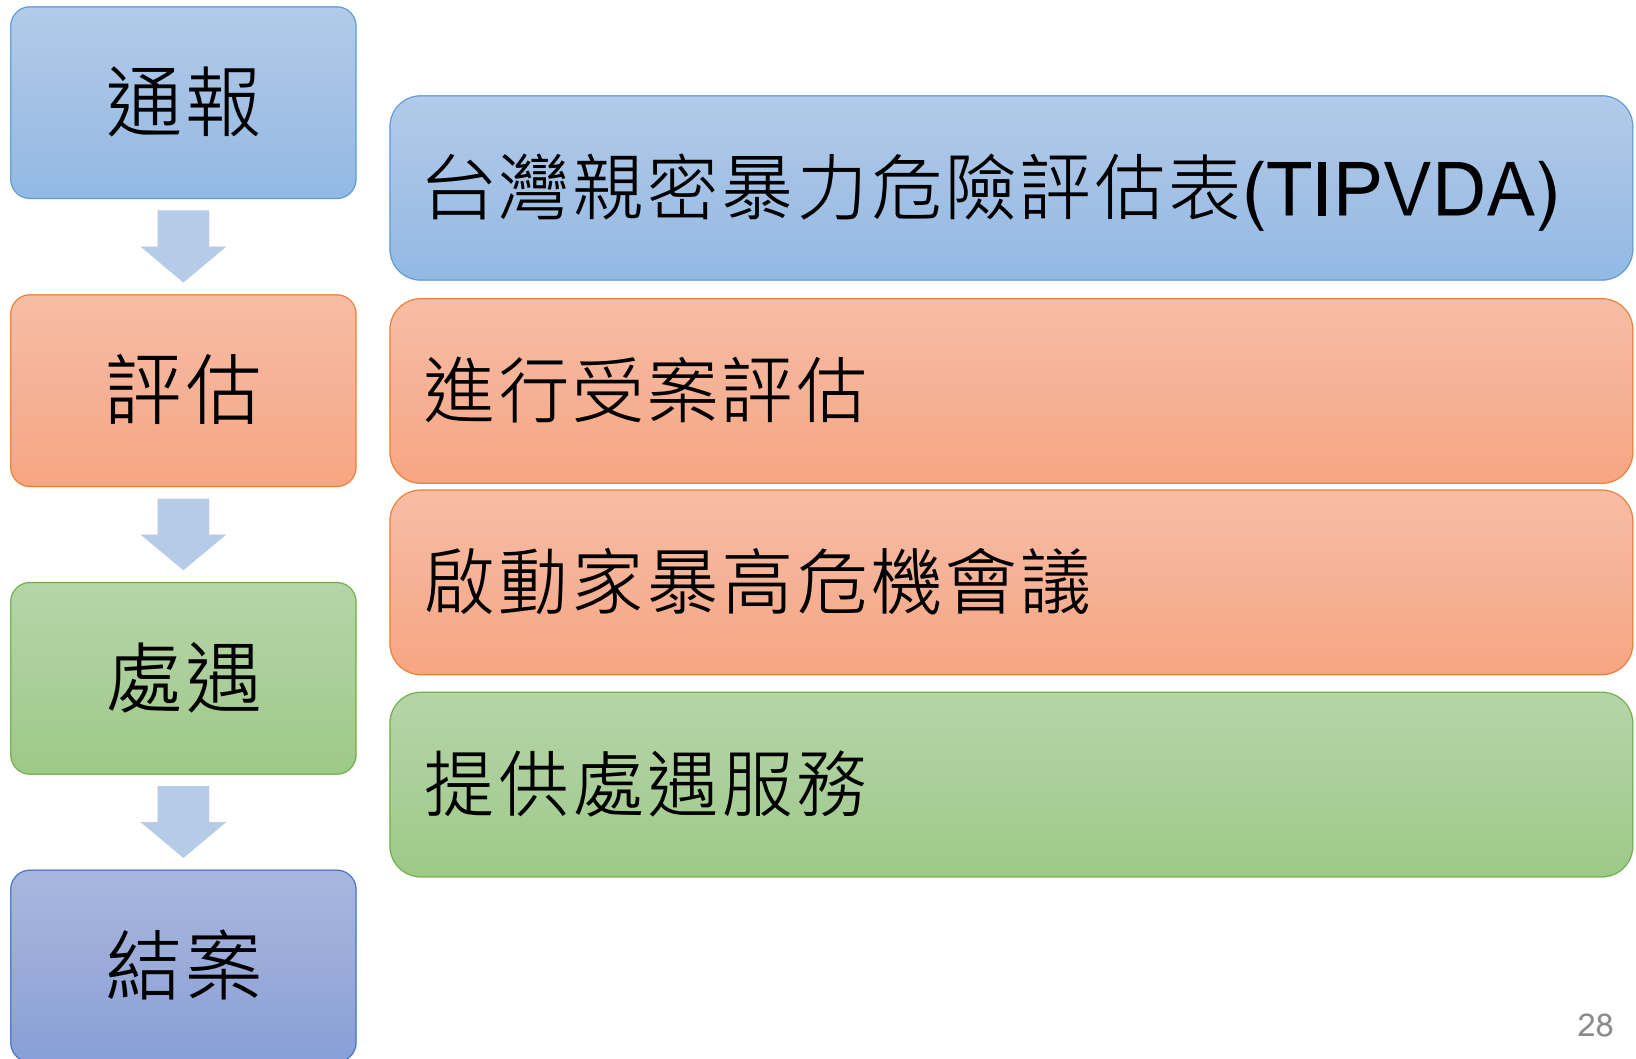 通報
台灣親密暴力危險評估表(TIPVDA)
評估
進行受案評估
啟動家暴高危機會議
處遇
提供處遇服務
結案
28